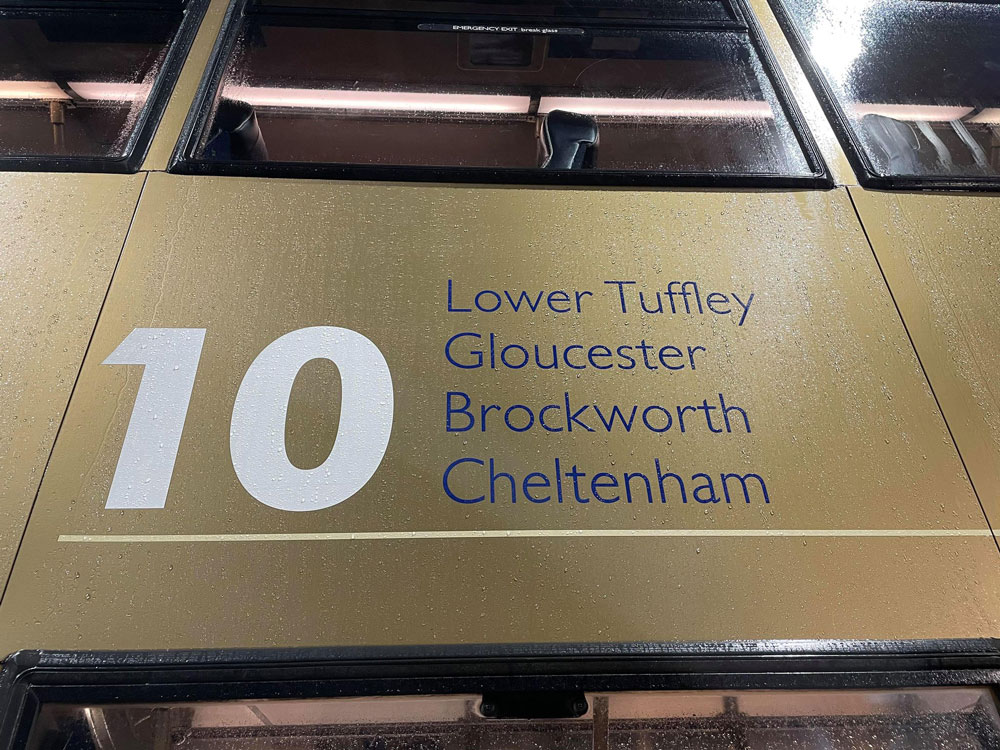 EMERGENCY EXIT break glass
10
Lower Tuffley
Gloucester
Brockworth
Cheltenham